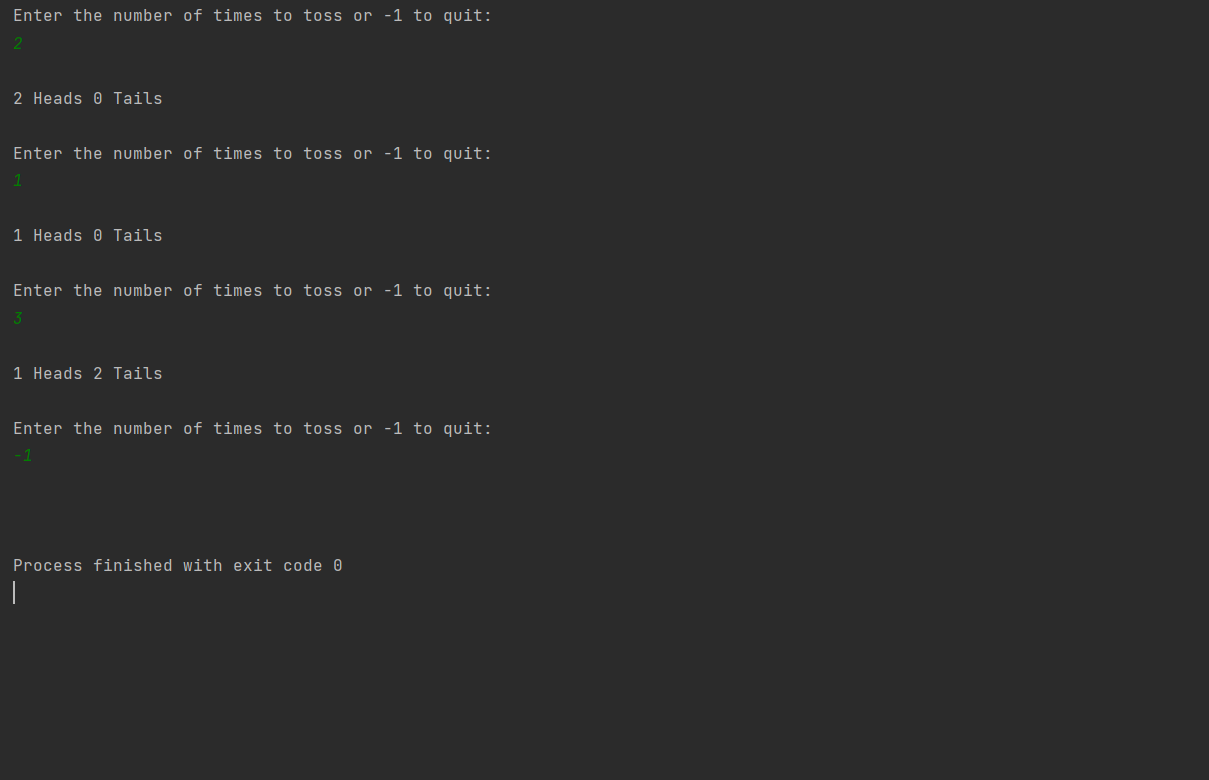 Enter the number of times to toss or -1 to quit:
2
2 Heads 0 Tails
Enter the number of times to toss or -1 to quit:
1
1 Heads 0 Tails
Enter the number of times to toss or -1 to quit:
3
1 Heads 2 Tails
Enter the number of times to toss or -1 to quit:
-1
Process finished with exit code 0